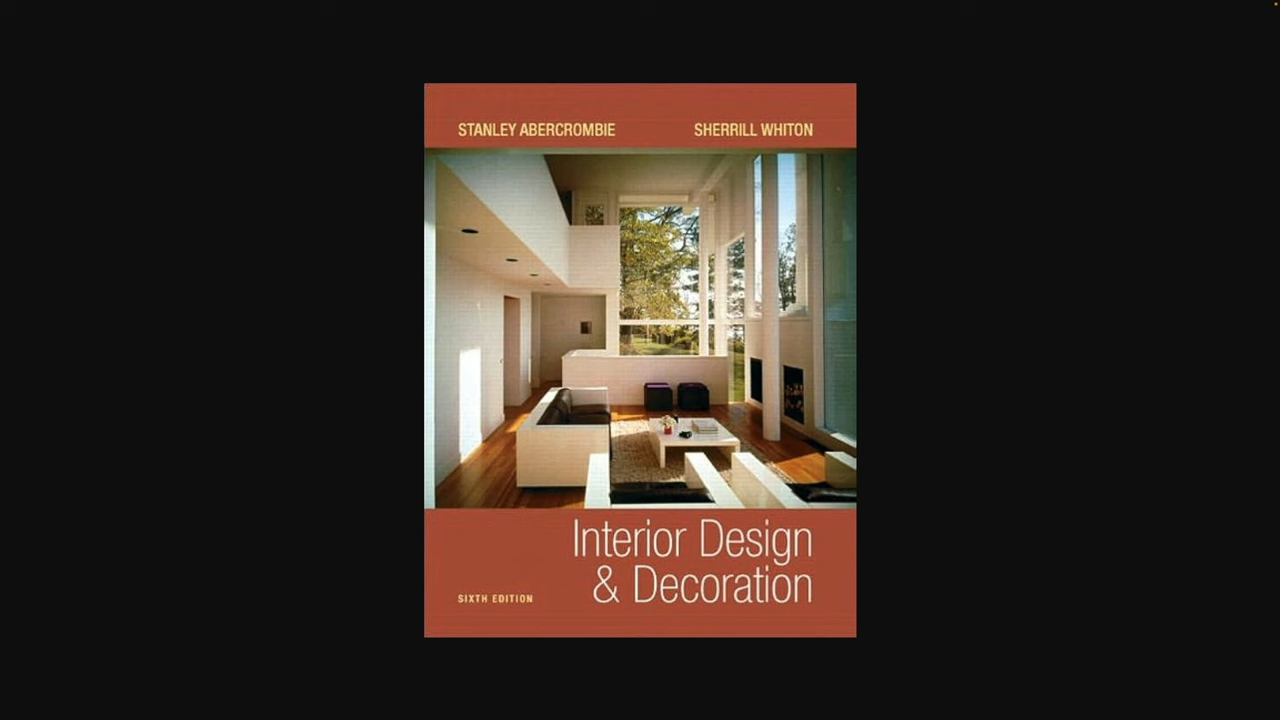 STANLEY ABERCROMBIE SHERRILL WHITON
Interior Design
& Decoration
SIXTH EDITION